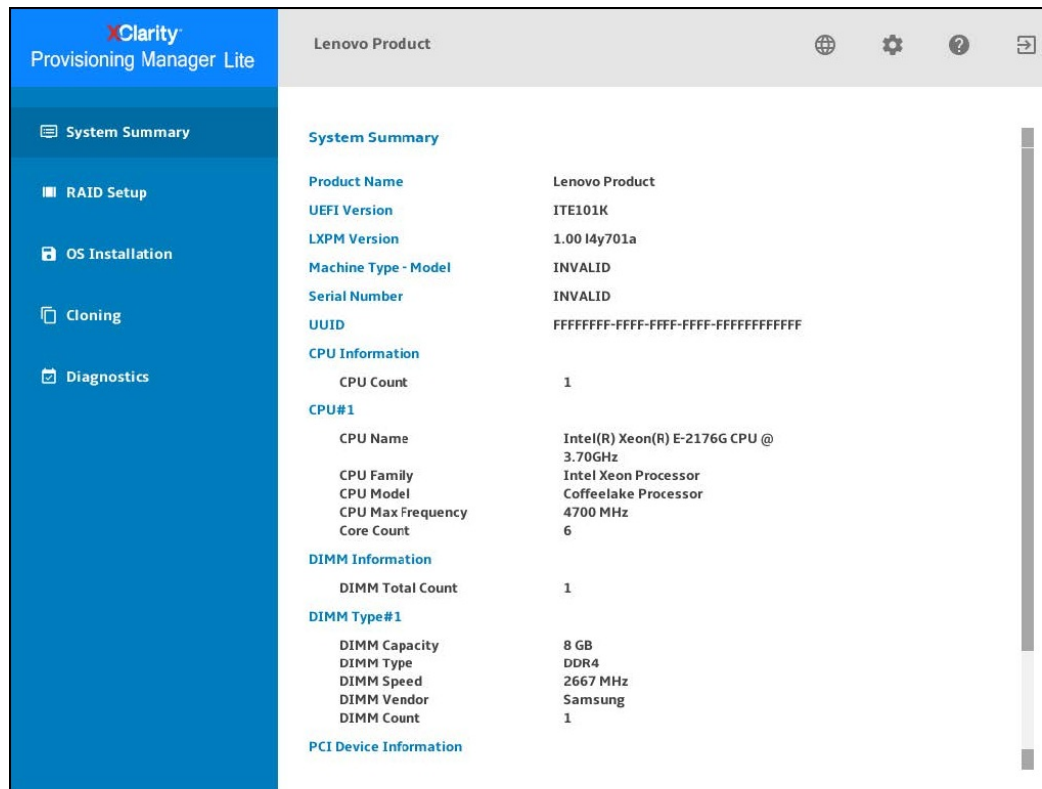 XClarity
Provisioning Manager Lite
Lenovo Product
System Summary
RAID Setup
OS Installation
Cloning
Diagnostics
System Summary
Product Name Lenovo Product
UEFI Version ITE101K
LXPM Version 1.00 l4y701a
Machine Type - Model INVALID
Serial Number INVALID
UUID FFFFFFFF-FFFF-FFFF-FFFF-FFFFFFFFFFFF
CPU Information
CPU Count 1
CPU#1
CPU Name Intel(R) Xeon(R) E-2176G CPU @
3.70GHz
CPU Family Intel Xeon Processor
CPU Model Coffeelake Processor
CPU Max Frequency 4700 MHz
Core Count 6
DIMM Information
DIMM Total Count 1
DIMM Type#1
DIMM Capacity 8 GB
DIMM Type DDR4
DIMM Speed 2667 MHz
DIMM Vendor Samsung
DIMM Count 1
PCI Device Information